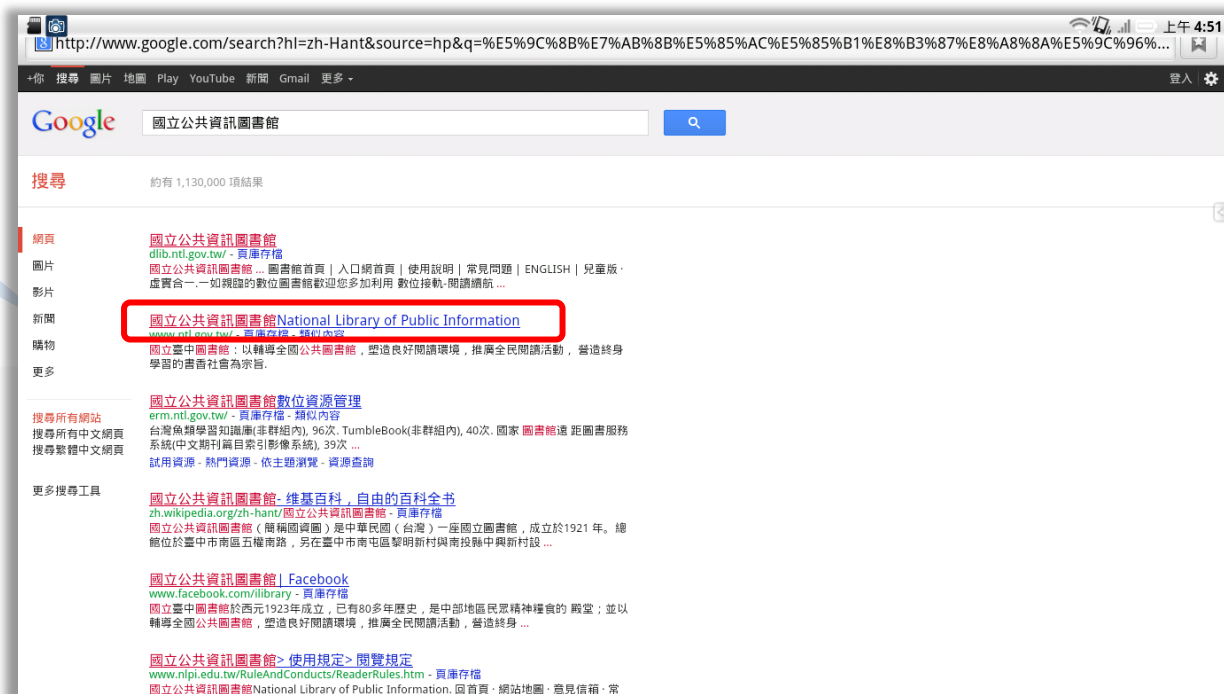 上午 4:51
http://www.google.com/search?hl=zh-Hant&source=hp&q=%E5%9C%8B%E7%AB%8B%E5%85%AC%E5%85%B1%E8%B3%87%E8%A8%8A%E5%9C%96%...
+你 搜尋 圖片 地圖 Play YouTube 新聞 Gmail 更多
登入
Google
國立公共資訊圖書館
搜尋
約有 1,130,000 項結果
網頁
圖片
影片
新聞
購物
更多
搜尋所有網站
搜尋所有中文網頁
搜尋繁體中文網頁
更多搜尋工具
國立公共資訊圖書館
dlib.ntl.gov.tw/ - 頁庫存檔
國立公共資訊圖書館 ... 圖書館首頁 | 入口網首頁 | 使用說明 | 常見問題 | ENGLISH | 兒童版 ·
虛實合一.一如親臨的數位圖書館歡迎您多加利用 數位接軌-閱讀續航 ...
國立公共資訊圖書館National Library of Public Information
www.ntl.gov.tw/ - 頁庫存檔 - 類似內容
國立臺中圖書館：以輔導全國公共圖書館，塑造良好閱讀環境，推廣全民閱讀活動， 營造終身
學習的書香社會為宗旨.
國立公共資訊圖書館數位資源管理
erm.ntl.gov.tw/ - 頁庫存檔 - 類似內容
台灣魚類學習知識庫(非群組內), 96次. TumbleBook(非群組內), 40次. 國家 圖書館遠 距圖書服務
系統(中文期刊篇目索引影像系統), 39次 ...
試用資源 - 熱門資源 - 依主題瀏覽 - 資源查詢
國立公共資訊圖書館- 维基百科，自由的百科全书
zh.wikipedia.org/zh-hant/國立公共資訊圖書館 - 頁庫存檔
國立公共資訊圖書館（簡稱國資圖）是中華民國（台灣）一座國立圖書館，成立於1921 年。總
館位於臺中市南區五權南路，另在臺中市南屯區黎明新村與南投縣中興新村設 ...
國立公共資訊圖書館| Facebook
www.facebook.com/ilibrary - 頁庫存檔
國立臺中圖書館於西元1923年成立，已有80多年歷史，是中部地區民眾精神糧食的 殿堂；並以
輔導全國公共圖書館，塑造良好閱讀環境，推廣全民閱讀活動，營造終身 ...
國立公共資訊圖書館> 使用規定> 閱覽規定
www.nlpi.edu.tw/RuleAndConducts/ReaderRules.htm - 頁庫存檔
國立公共資訊圖書館National Library of Public Information. 回首頁 · 網站地圖 · 意見信箱 · 常